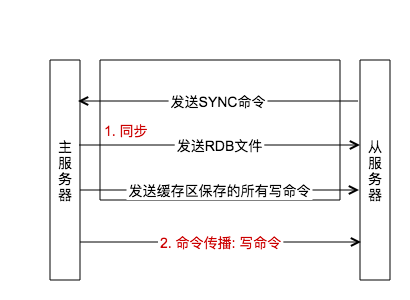 发送SYNC命令
1. 同步
发送RDB文件
主服务器
从服务器
发送缓存区保存的所有写命令
2. 命令传播: 写命令